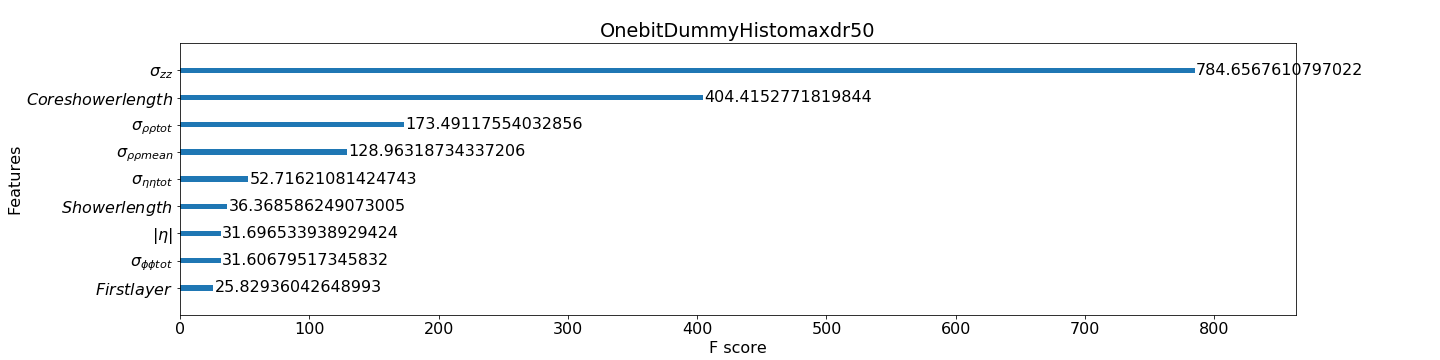 OnebitDummyHistomaxdr50
σzz
784.6567610797022
Coreshowerlength
404.4152771819844
σρρtot
173.49117554032856
σρρmean
128.96318734337206
σηηtot
52.71621081424743
Showerlength
36.368586249073005
|η|
31.696533938929424
σϕϕtot
31.60679517345832
Firstlayer
25.82936042648993
Features
0 100 200 300 400 500 600 700 800
F score